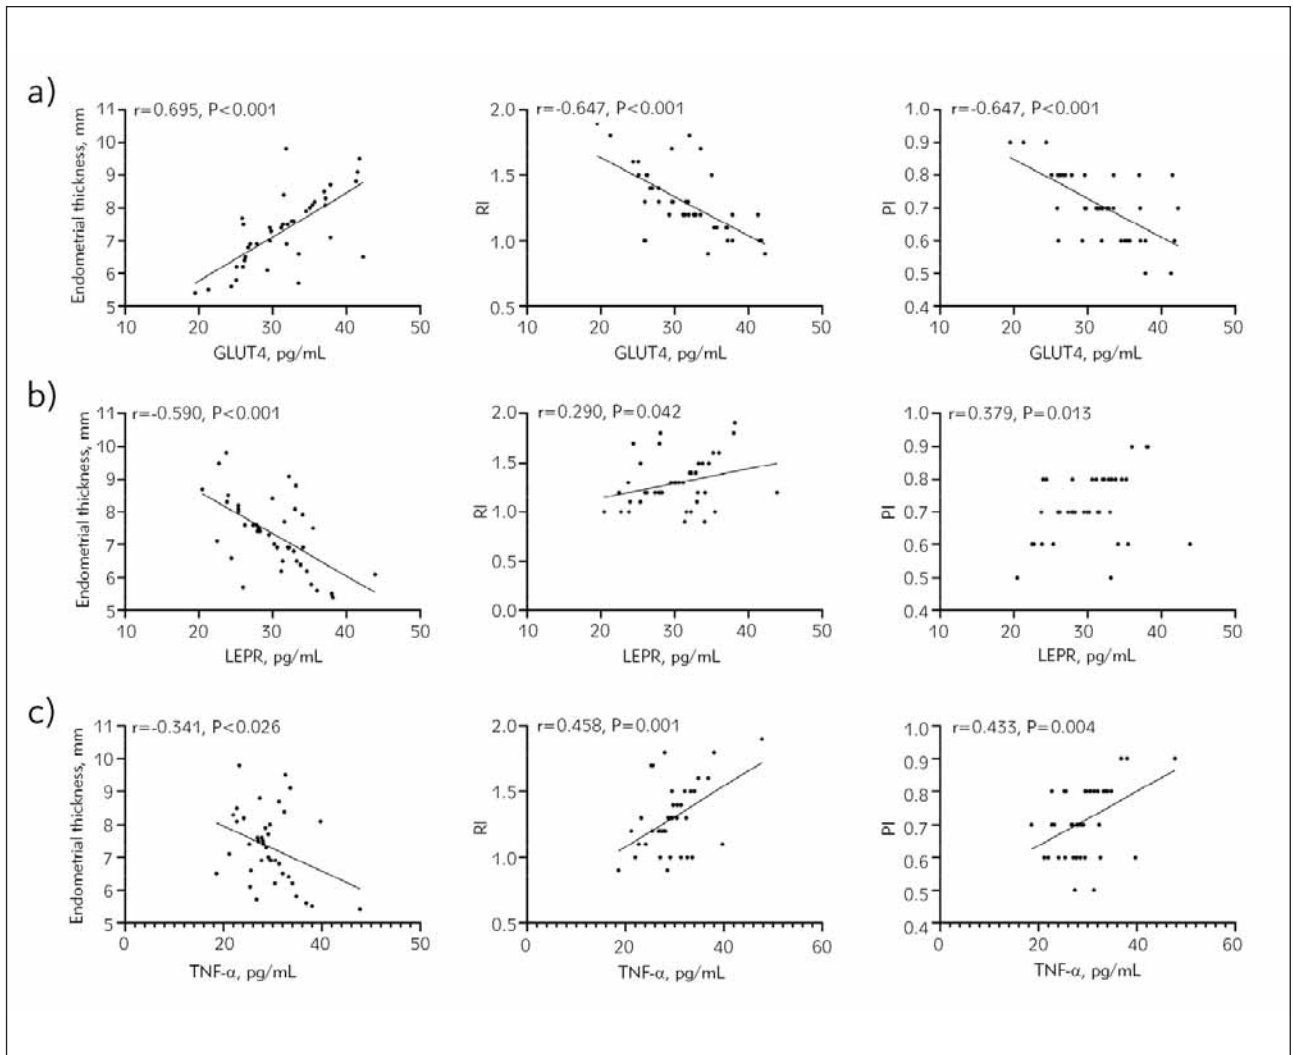 a)
r=0.695, P<0.001
Endometrial thickness, mm
11
10
9
8
7
6
5
10 20 30 40 50
GLUT4, pg/mL
r=-0.647, P<0.001
RI
2.0
1.5
1.0
0.5
10 20 30 40 50
GLUT4, pg/mL
r=-0.647, P<0.001
PI
1.0
0.9
0.8
0.7
0.6
0.5
0.4
10 20 30 40 50
GLUT4, pg/mL
b)
r=-0.590, P<0.001
Endometrial thickness, mm
11
10
9
8
7
6
5
10 20 30 40 50
LEPR, pg/mL
r=0.290, P=0.042
RI
2.0
1.5
1.0
0.5
0.0
10 20 30 40 50
LEPR, pg/mL
r=0.379, P=0.013
PI
1.0
0.9
0.8
0.7
0.6
0.5
0.4
10 20 30 40 50
LEPR, pg/mL
c)
r=-0.341, P<0.026
Endometrial thickness, mm
11
10
9
8
7
6
5
0 20 40 50
TNF-α, pg/mL
r=0.458, P=0.001
RI
2.0
1.5
1.0
0.5
0 20 40 60
TNF-α, pg/mL
r=0.433, P=0.004
PI
1.0
0.9
0.8
0.7
0.6
0.5
0.4
0 20 40 60
TNF-α, pg/mL